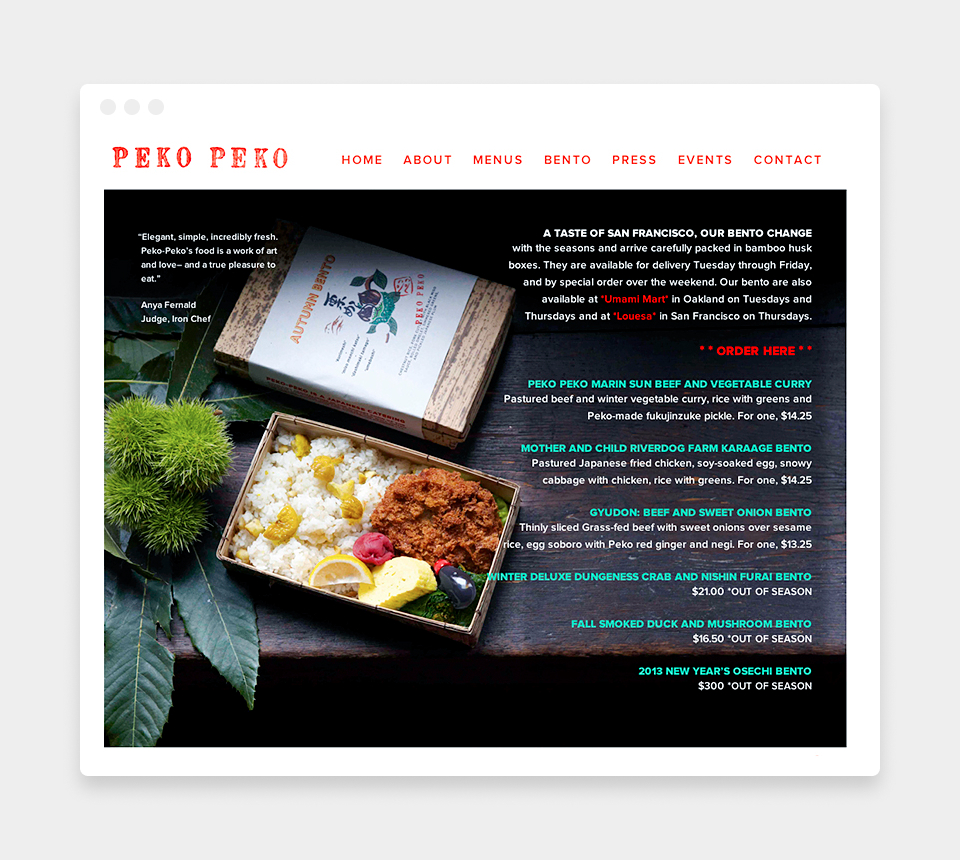 PEKO PEKO
HOME ABOUT MENUS BENTO PRESS EVENTS CONTACT
“Elegant, simple, incredibly fresh.
Peko-Peko’s food is a work of art
and love– and a true pleasure to
eat.”
Anya Fernald
Judge, Iron Chef
AUTUMN BENTO
PEKO PEKO
PEKO-PEKO IS A JAPANESE CATERING
A TASTE OF SAN FRANCISCO, OUR BENTO CHANGE
with the seasons and arrive carefully packed in bamboo husk
boxes. They are available for delivery Tuesday through Friday,
and by special order over the weekend. Our bento are also
available at *Umami Mart* in Oakland on Tuesdays and
Thursdays and at *Louesa* in San Francisco on Thursdays.
* * ORDER HERE * *
PEKO PEKO MARIN SUN BEEF AND VEGETABLE CURRY
Pastured beef and winter vegetable curry, rice with greens and
Peko-made fukujinzuke pickle. For one, $14.25
MOTHER AND CHILD RIVERDOG FARM KARAAGE BENTO
Pastured Japanese fried chicken, soy-soaked egg, snowy
cabbage with chicken, rice with greens. For one, $14.25
GYUDON: BEEF AND SWEET ONION BENTO
Thinly sliced Grass-fed beef with sweet onions over sesame
rice, egg soboro with Peko red ginger and negi. For one, $13.25
WINTER DELUXE DUNGENESS CRAB AND NISHIN FURAI BENTO
$21.00 *OUT OF SEASON
FALL SMOKED DUCK AND MUSHROOM BENTO
$16.50 *OUT OF SEASON
2013 NEW YEAR’S OSECHI BENTO
$300 *OUT OF SEASON